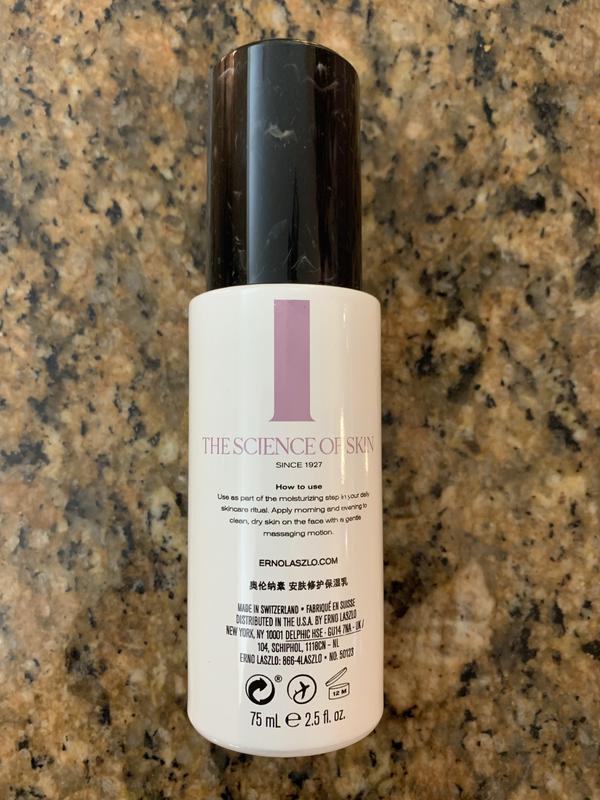 THE SCIENCE OF SKIN
SINCE 1927
How to use
Use as part of the moisturizing step in your daily
skincare ritual. Apply morning and evening to
clean, dry skin on the face with a gentle
massaging motion.
ERNOLASZLO.COM
奥伦纳素 安肤修护保湿乳
MADE IN SWITZERLAND • FABRIQUÉ EN SUISSE
DISTRIBUTED IN THE U.S.A. BY ERNO LASZLO
NEW YORK, NY 10001 DELPHIC HSE - GU14 7NA - UK /
104, SCHIPHOL, 1118CN - NL
ERNO LASZLO: 866-4LASZLO • NO. 50123
® 12 M
75 mL ℮ 2.5 fl. oz.